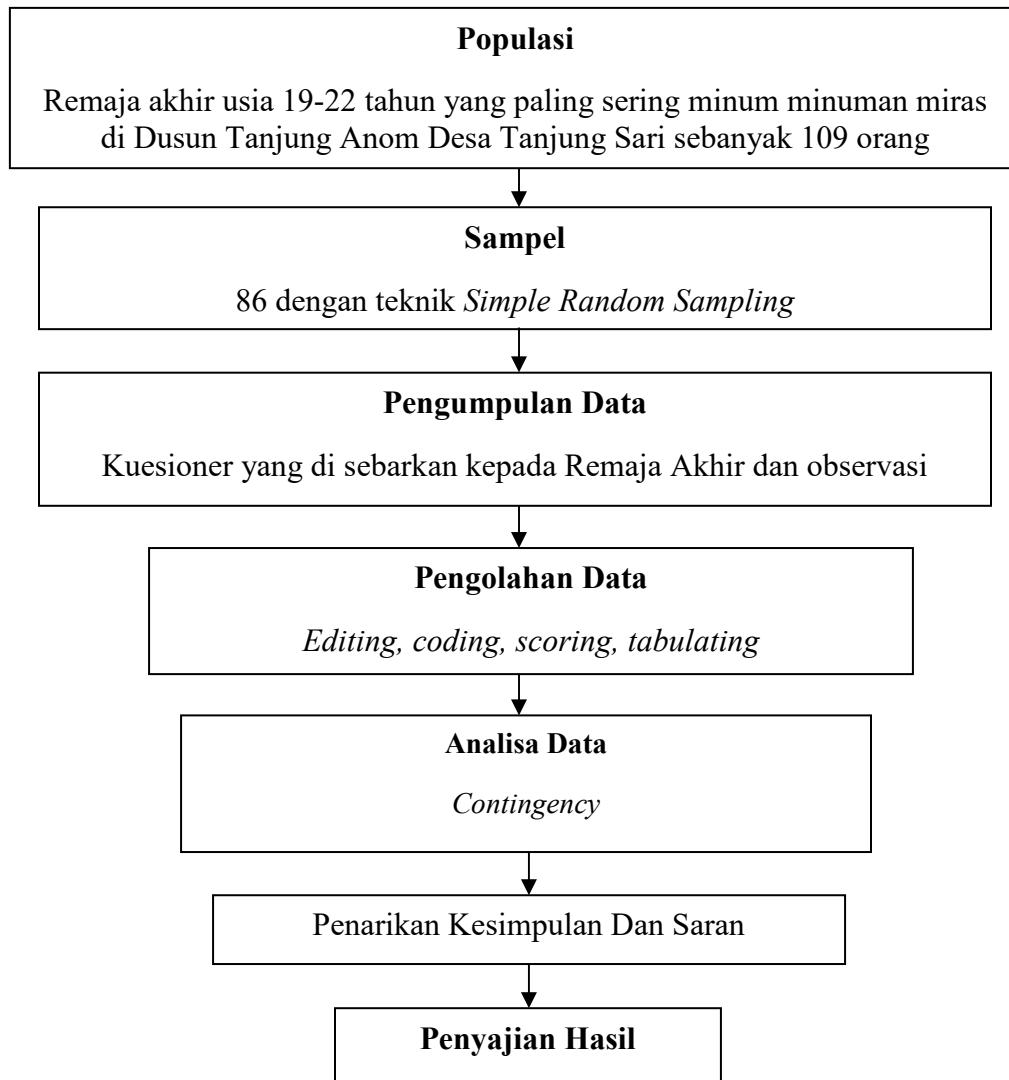 Populasi
Remaja akhir usia 19-22 tahun yang paling sering minum minuman miras
di Dusun Tanjung Anom Desa Tanjung Sari sebanyak 109 orang
Sampel
86 dengan teknik Simple Random Sampling
Pengumpulan Data
Kuesioner yang di sebarkan kepada Remaja Akhir dan observasi
Pengolahan Data
Editing, coding, scoring, tabulating
Analisa Data
Contingency
Penarikan Kesimpulan Dan Saran
Penyajian Hasil